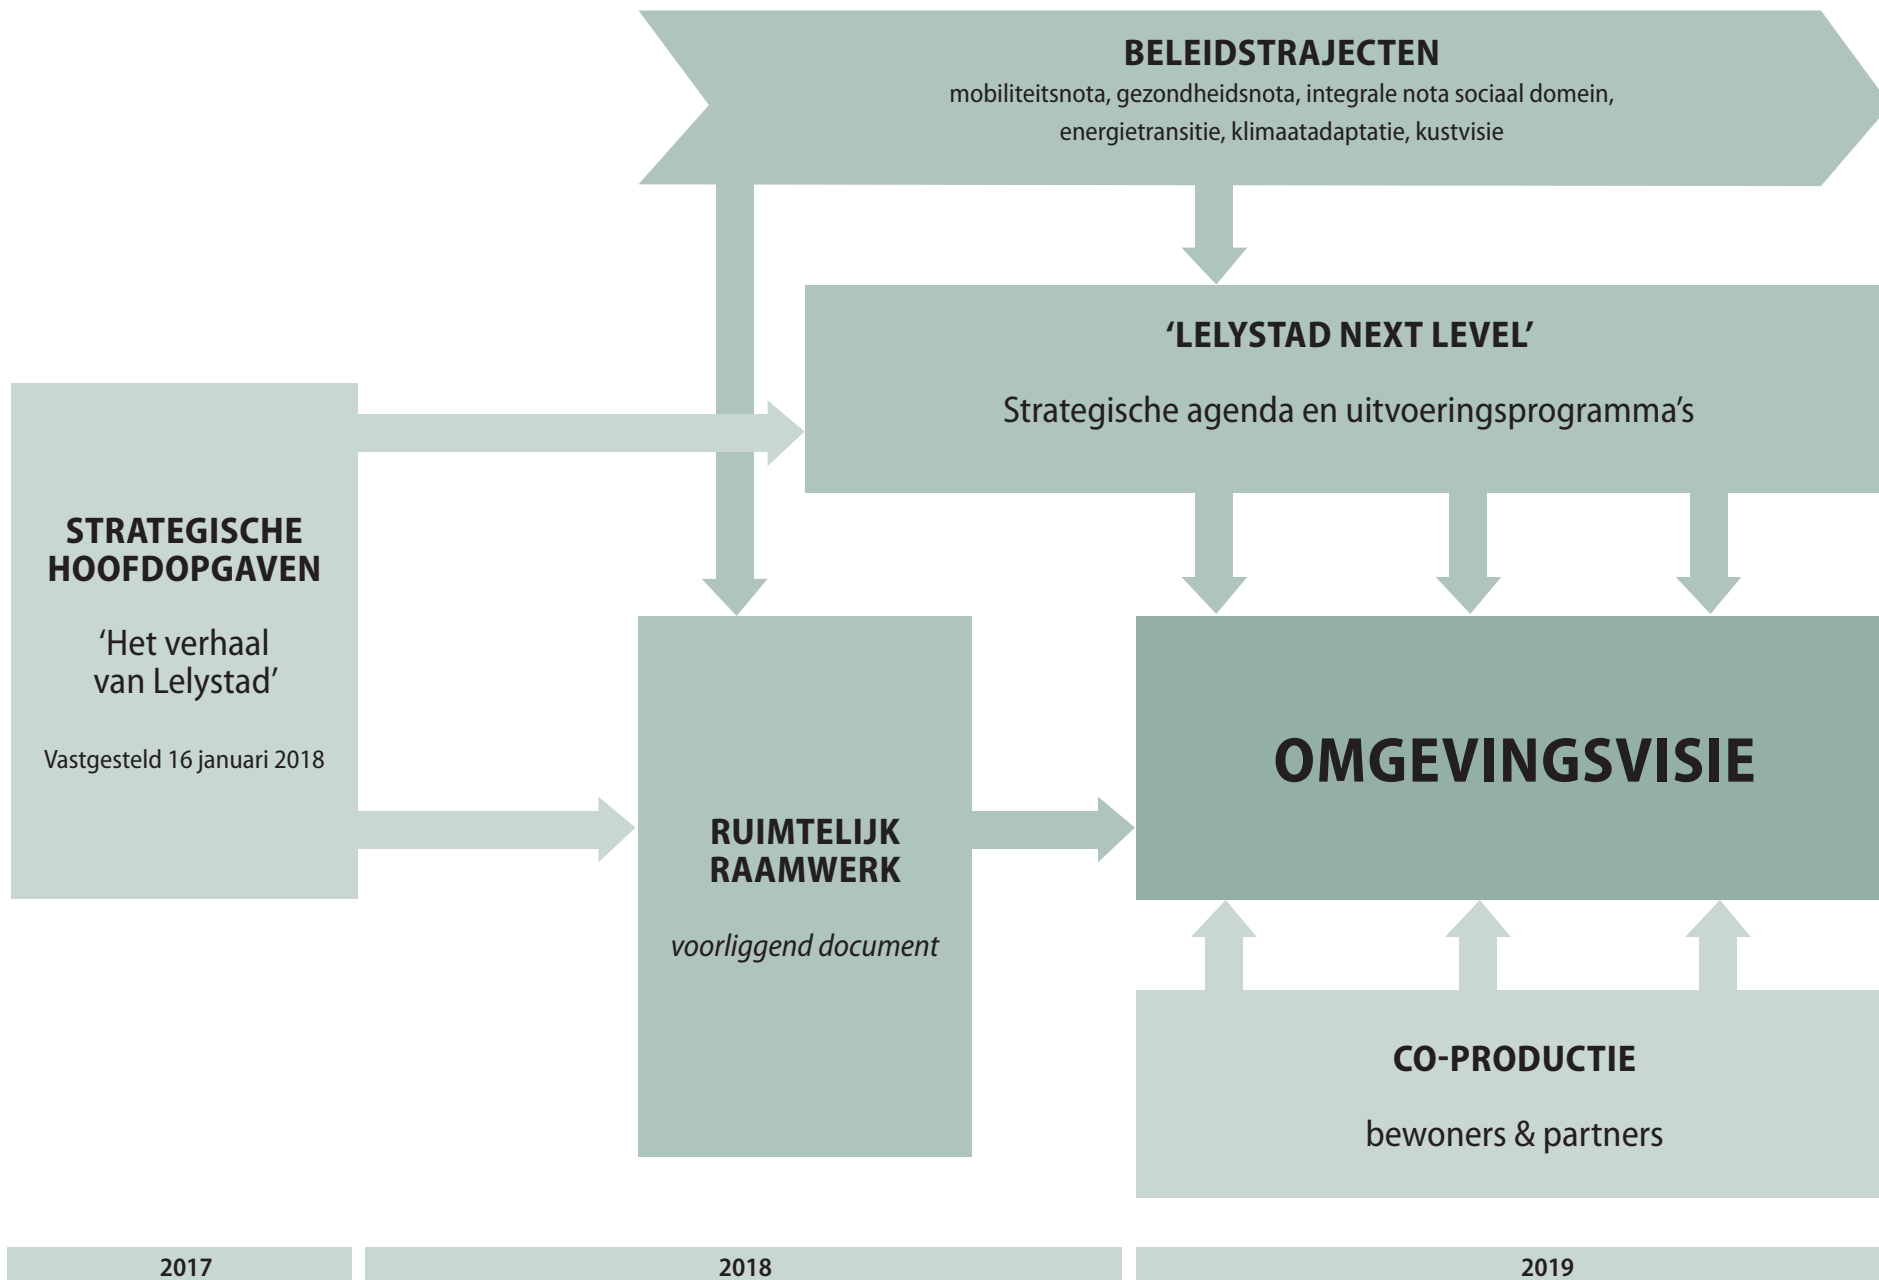 BELEIDSTRAJECTEN
mobiliteitsnota, gezondheidsnota, integrale nota sociaal domein,
energietransitie, klimaatadaptatie, kustvisie
‘LELYSTAD NEXT LEVEL’
Strategische agenda en uitvoeringsprogramma’s
STRATEGISCHE
HOOFDOPGAVEN
‘Het verhaal
van Lelystad’
Vastgesteld 16 januari 2018
RUIMTELIJK
RAAMWERK
voorliggend document
OMGEVINGSVISIE
CO-PRODUCTIE
bewoners & partners
2017
2018
2019